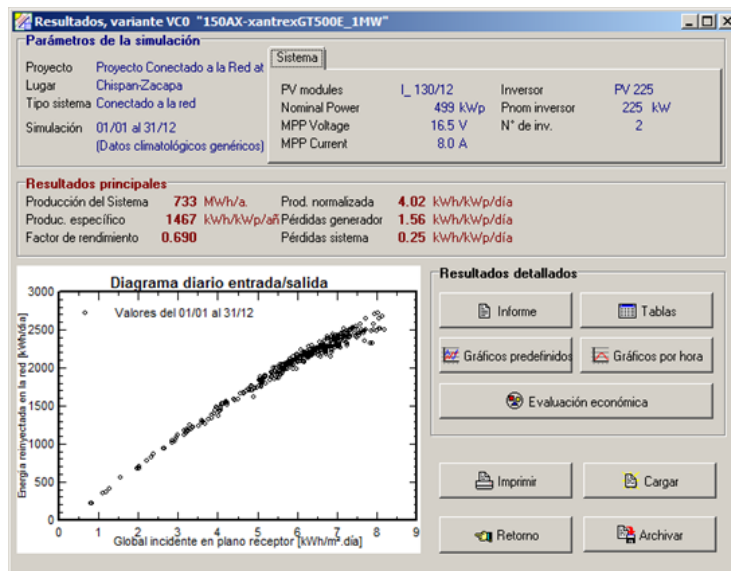 Resultados, variante VC0 "150AX-xantrexGT500E_1MW"
Parámetros de la simulación
Proyecto Proyecto Conectado a la Red at
Lugar Chispan-Zacapa
Tipo sistema Conectado a la red
Simulación 01/01 al 31/12
(Datos climatológicos genéricos)
Sistema
PV modules I_ 130/12 Inversor PV 225
Nominal Power 499 kWp Pnom inversor 225 kW
MPP Voltage 16.5 V N° de inv. 2
MPP Current 8.0 A
Resultados principales
Producción del Sistema 733 MWh/a. Prod. normalizada 4.02 kWh/kWp/día
Produc. específico 1467 kWh/kWp/añ Pérdidas generador 1.56 kWh/kWp/día
Factor de rendimiento 0.690 Pérdidas sistema 0.25 kWh/kWp/día
Diagrama diario entrada/salida
Valores del 01/01 al 31/12
Energía reinyectada en la red [kWh/día]
3000
2500
2000
1500
1000
500
0
0 1 2 3 4 5 6 7 8 9
Global incidente en plano receptor [kWh/m².día]
Resultados detallados
Informe Tablas
Gráficos predefinidos Gráficos por hora
Evaluación económica
Imprimir Cargar
Retorno Archivar